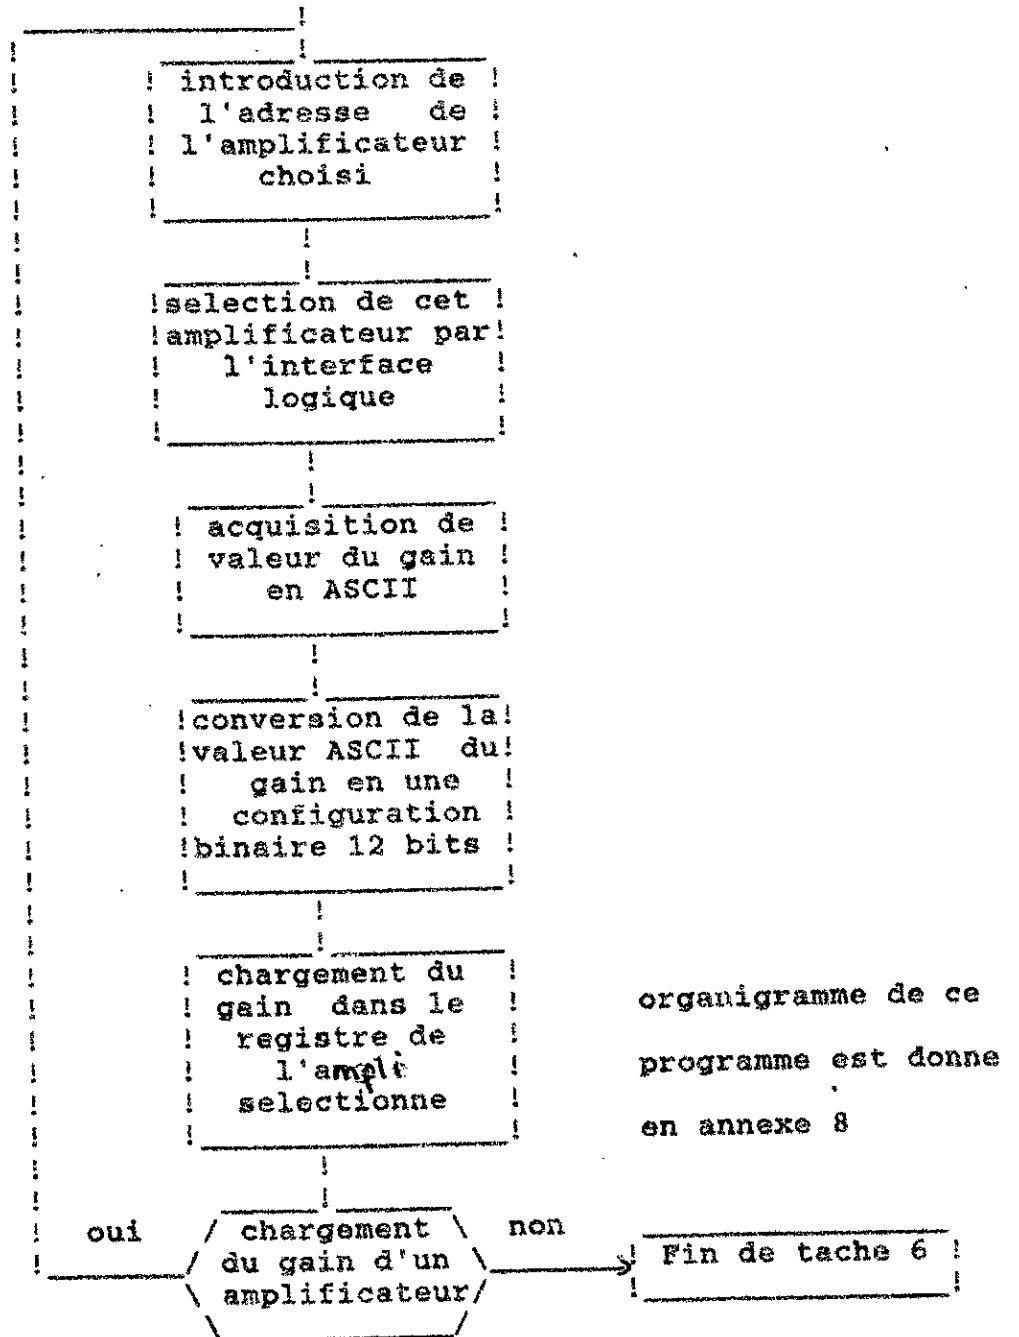 introduction de
l'adresse de
l'amplificateur
choisi
selection de cet
amplificateur par
l'interface
logique
acquisition de
valeur du gain
en ASCII
conversion de la
valeur ASCII du
gain en une
configuration
binaire 12 bits
chargement du
gain dans le
registre de
l'ampli
selectionne
organigramme de ce
programme est donne
en annexe 8
oui
chargement
du gain d'un
amplificateur
non
Fin de tache 6